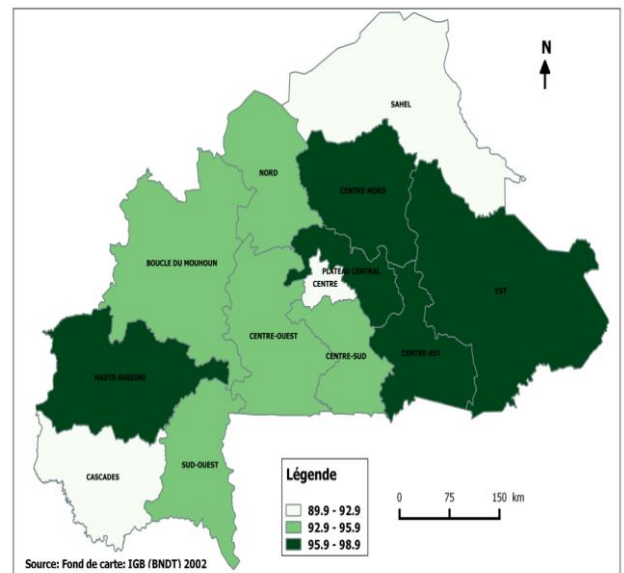 N
SAHEL
NORD
CENTRE-NORD
BOUCLE DU MOUHOUN
PLATEAU CENTRAL
CENTRE
EST
CENTRE-OUEST
CENTRE-SUD
CENTRE-EST
HAUTS-BASSINS
SUD-OUEST
CASCADES
Légende
89.9 - 92.9
92.9 - 95.9
95.9 - 98.9
0 75 150 km
Source: Fond de carte: IGB (BNDT) 2002